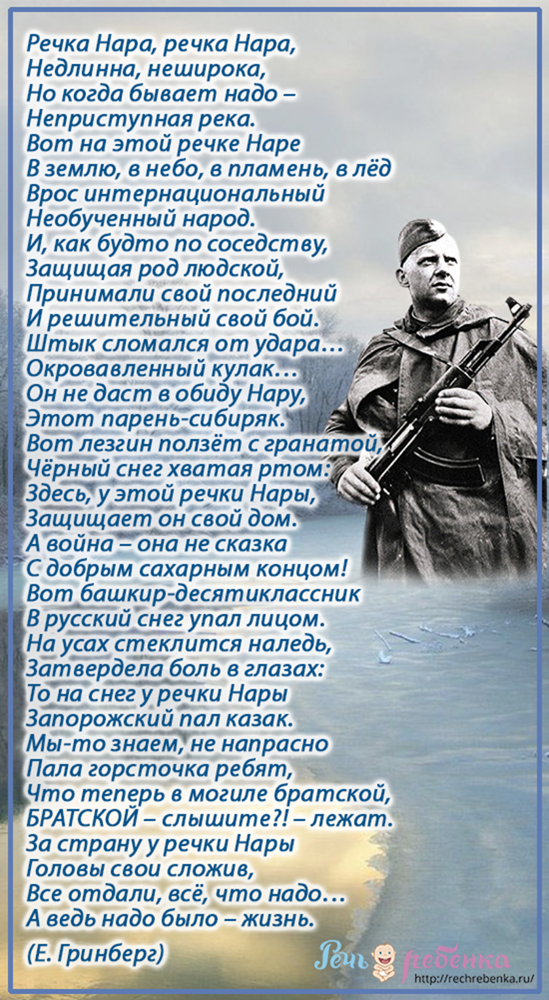 Речка Нара, речка Нара,
Недлинна, неширока,
Но когда бывает надо –
Неприступная река.
Вот на этой речке Наре
В землю, в небо, в пламень, в лёд
Врос интернациональный
Необученный народ.
И, как будто по соседству,
Защищая род людской,
Принимали свой последний
И решительный свой бой.
Штык сломался от удара...
Окровавленный кулак...
Он не даст в обиду Нару,
Этот парень-сибиряк.
Вот лезгин ползёт с гранатой,
Чёрный снег хватая ртом:
Здесь, у этой речки Нары,
Защищает он свой дом.
А война – она не сказка
С добрым сахарным концом!
Вот башкир-десятиклассник
В русский снег упал лицом.
На усах стеклится наледь,
Затвердела боль в глазах:
То на снег у речки Нары
Запорожский пал казак.
Мы-то знаем, не напрасно
Пала горсточка ребят,
Что теперь в могиле братской,
БРАТСКОЙ – слышите?! – лежат.
За страну у речки Нары
Головы свои сложив,
Все отдали, всё, что надо...
А ведь надо было – жизнь.
(Е. Гринберг)
Речь ребенка
http://rechrebenka.ru/